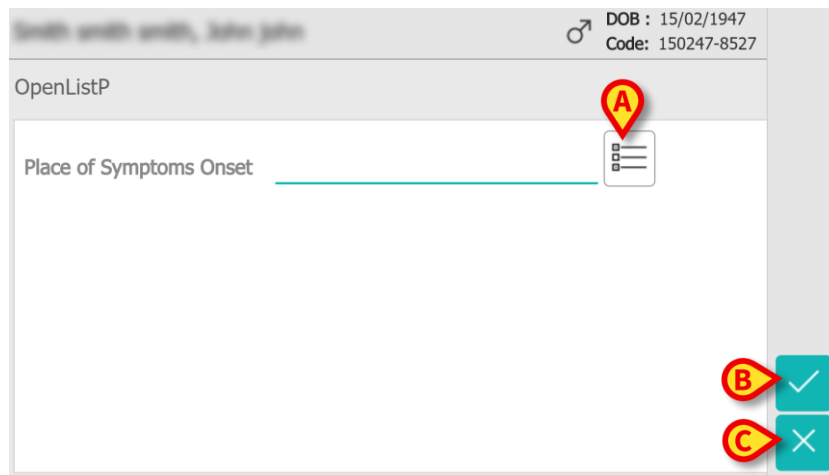 DOB : 15/02/1947
Code: 150247-8527
OpenListP
A
Place of Symptoms Onset
B
C